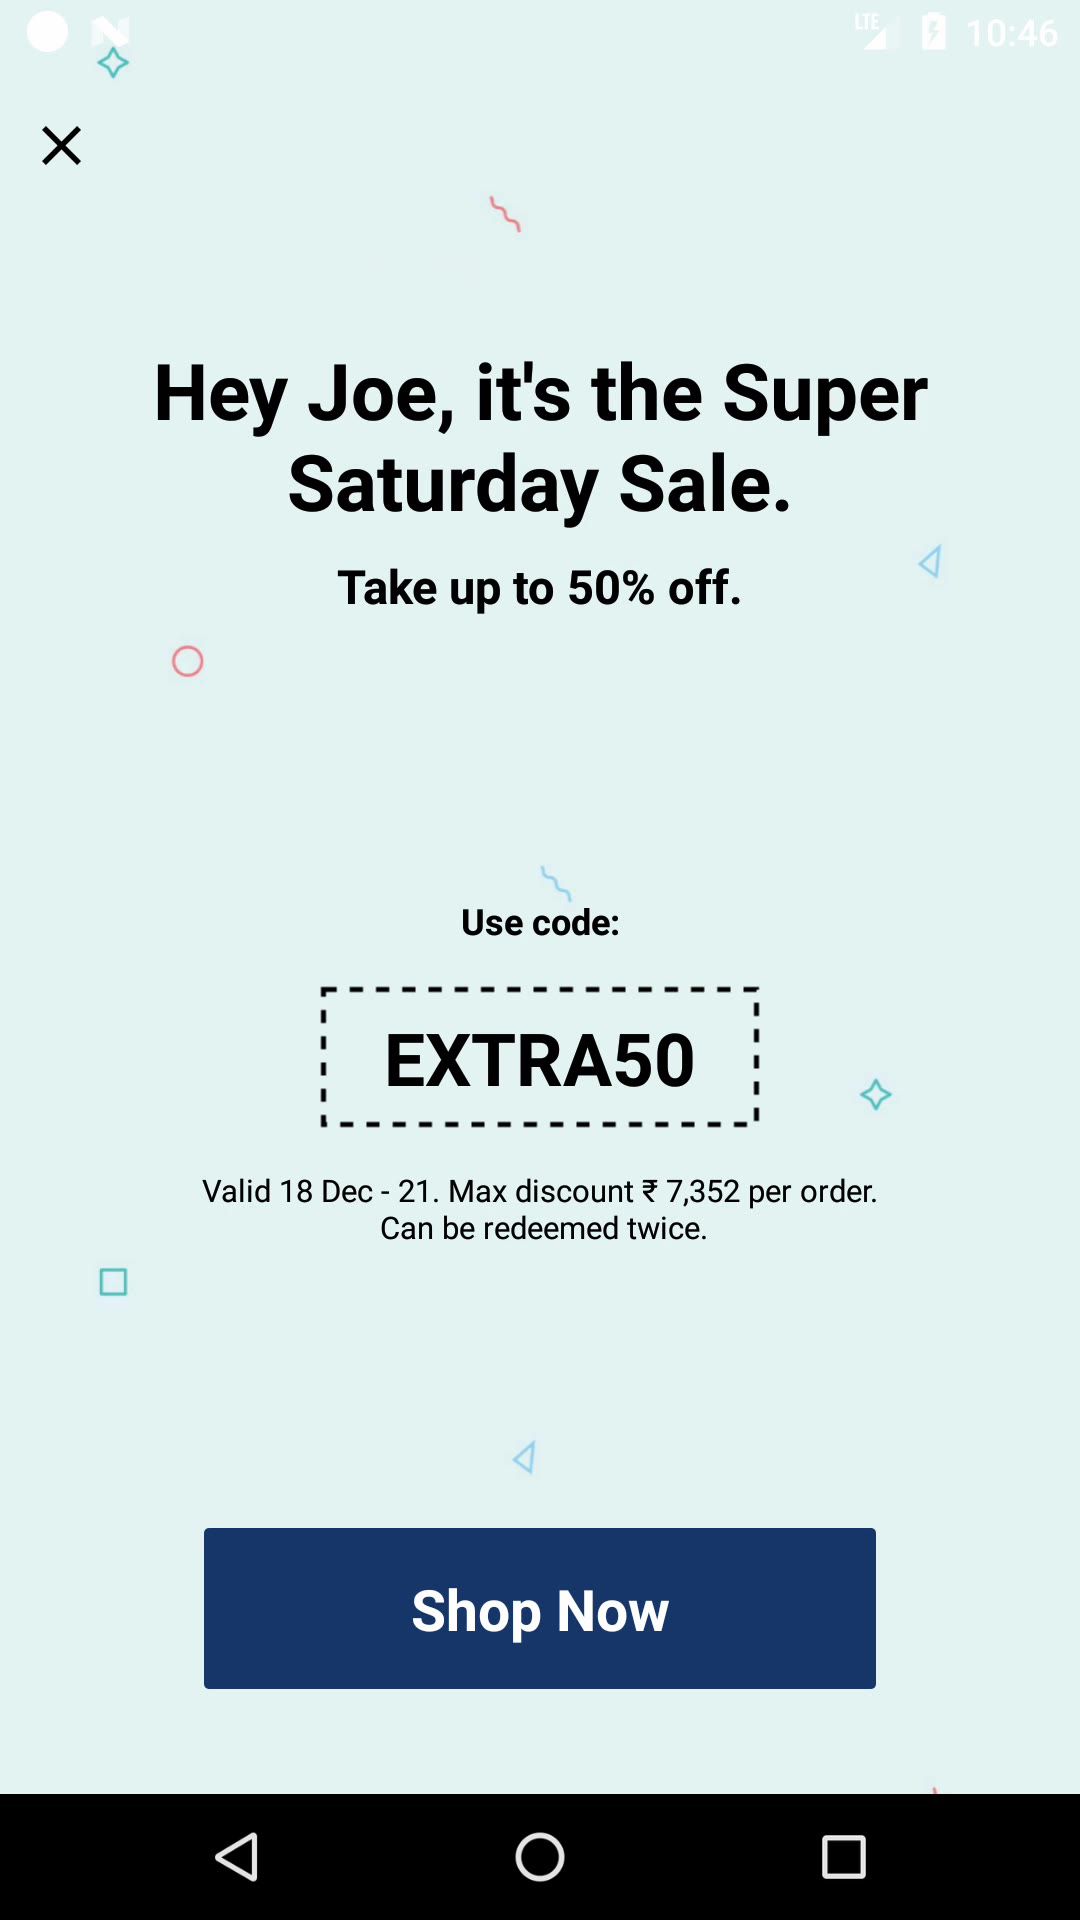 LTE 10:46
Hey Joe, it's the Super
Saturday Sale.
Take up to 50% off.
Use code:
EXTRA50
Valid 18 Dec - 21. Max discount ₹ 7,352 per order.
Can be redeemed twice.
Shop Now